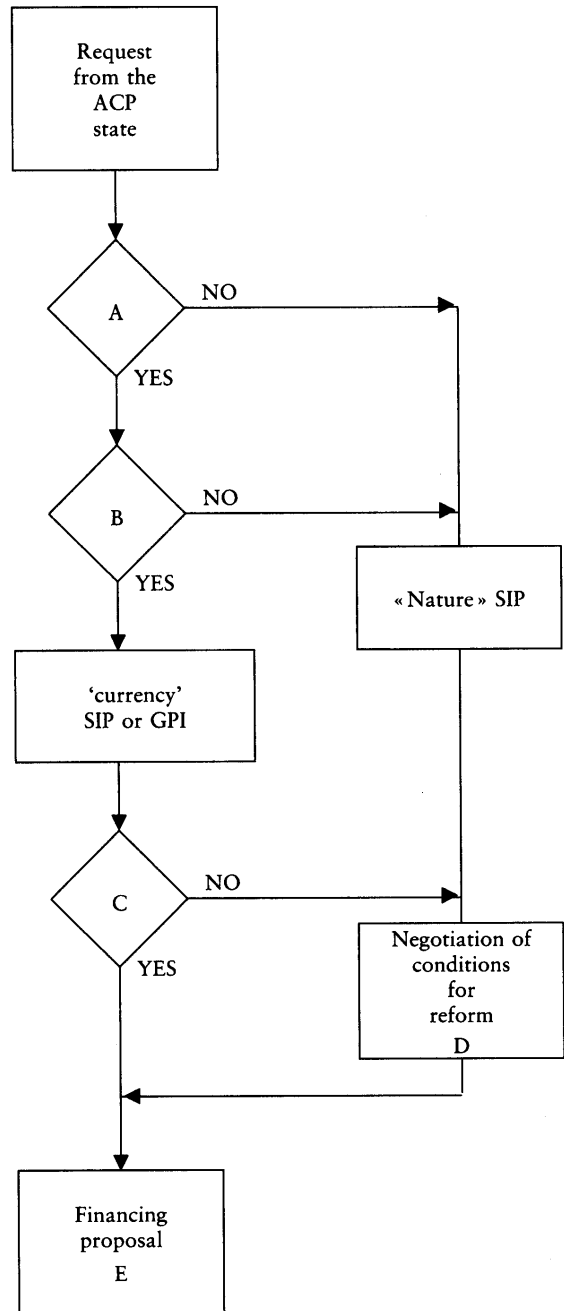 Request
from the
ACP
state
A
NO
YES
B
NO
YES
« Nature » SIP
‘currency’
SIP or GPI
C
NO
YES
Negotiation of
conditions
for
reform
D
Financing
proposal
E